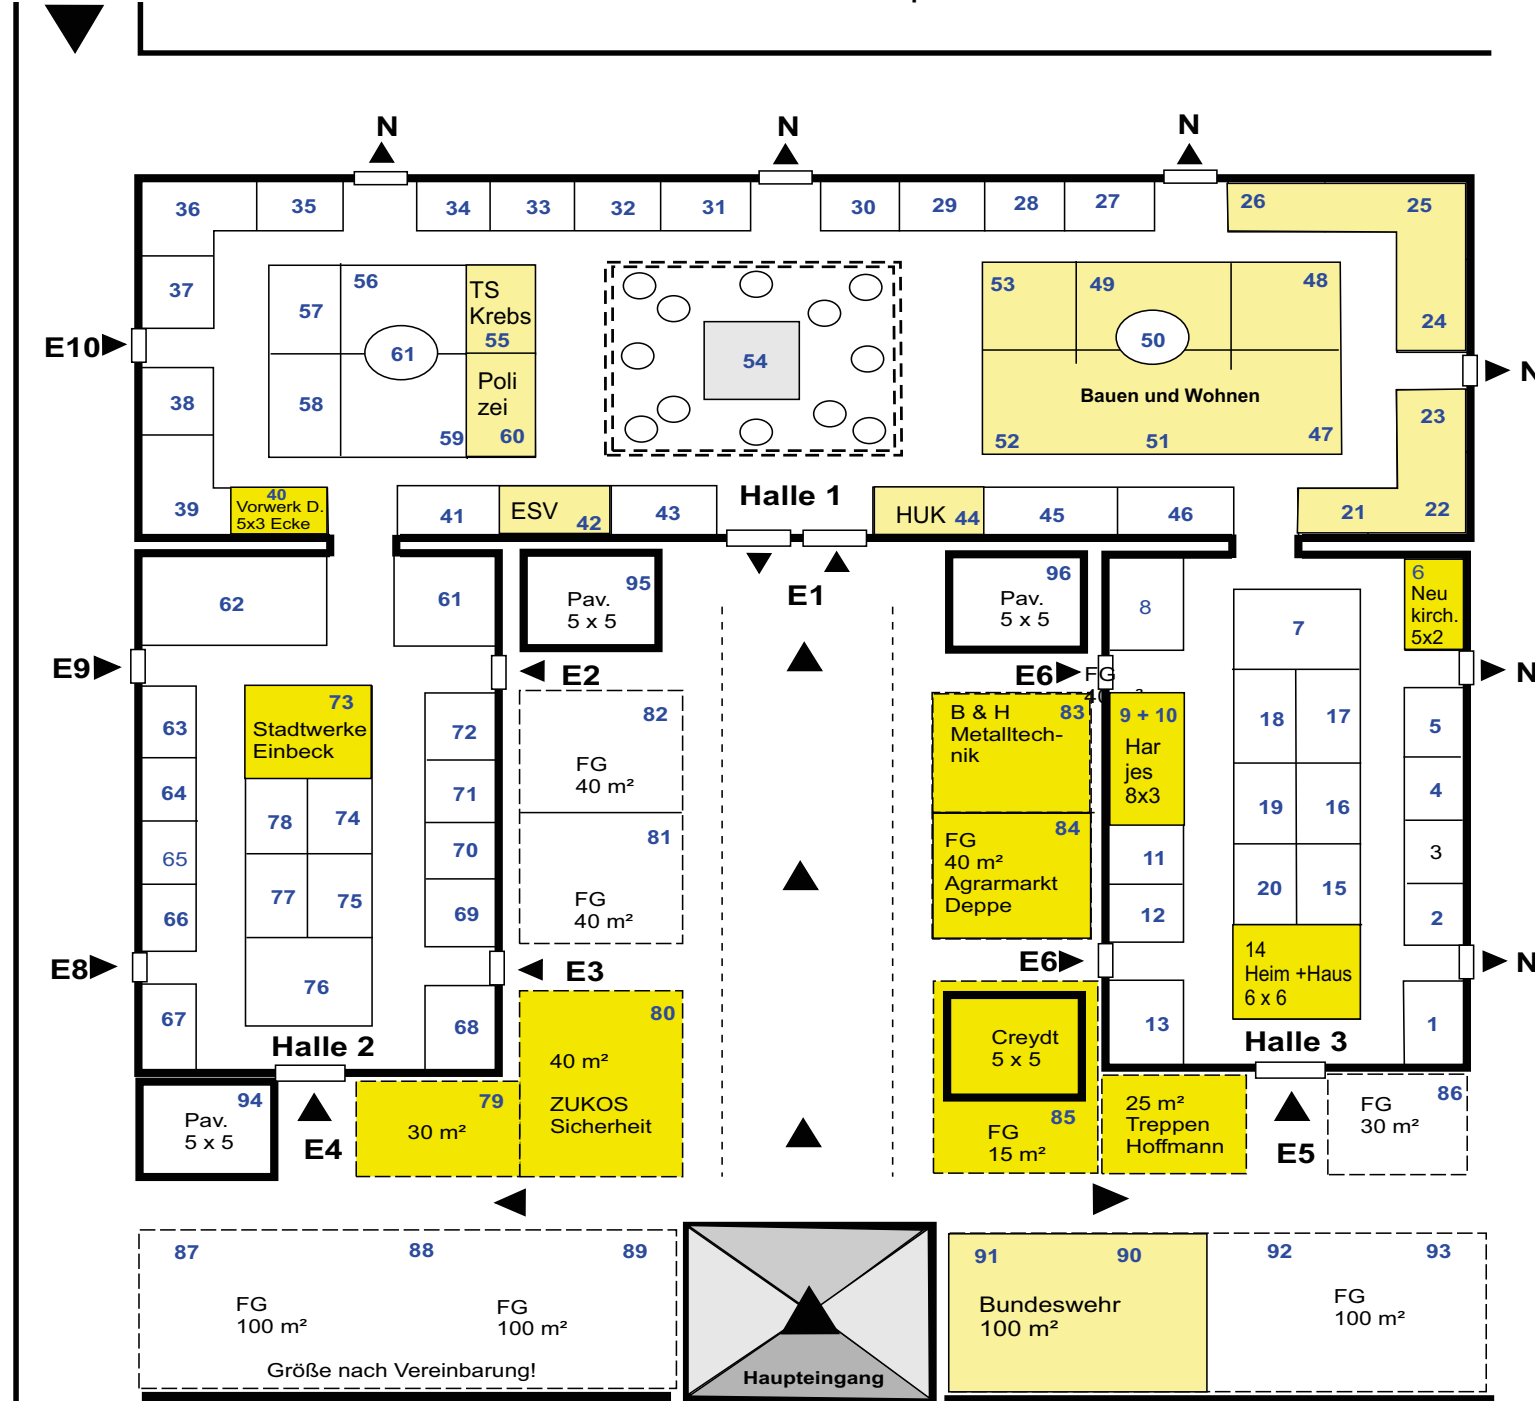 N
N
N
36
35
34
33
32
31
30
29
28
27
26
25
37
57
56
TS
Krebs
55
53
49
48
24
E10
61
54
50
N
38
58
Poli
zei
59
60
Bauen und Wohnen
52
51
47
23
39
40
Vorwerk D.
5x3 Ecke
41
ESV
42
43
Halle 1
HUK
44
45
46
21
22
62
61
95
Pav.
5 x 5
E1
96
Pav.
5 x 5
8
7
6
Neu
kirch.
5x2
E9
E2
E6
FG
N
63
73
Stadtwerke
Einbeck
72
82
FG
40 m²
B & H
83
Metalltech-
nik
9 + 10
Har
jes
8x3
18
17
5
64
78
74
71
19
16
4
65
70
81
FG
40 m²
84
FG
40 m²
Agrarmarkt
Deppe
11
3
66
77
75
69
12
20
15
2
E8
76
E3
E6
14
Heim +Haus
6 x 6
N
67
68
80
40 m²
ZUKOS
Sicherheit
Creydt
5 x 5
13
1
Halle 2
Halle 3
94
Pav.
5 x 5
E4
79
30 m²
85
FG
15 m²
25 m²
Treppen
Hoffmann
E5
86
FG
30 m²
87
88
89
FG
100 m²
FG
100 m²
Größe nach Vereinbarung!
Haupteingang
91
90
Bundeswehr
100 m²
92
93
FG
100 m²